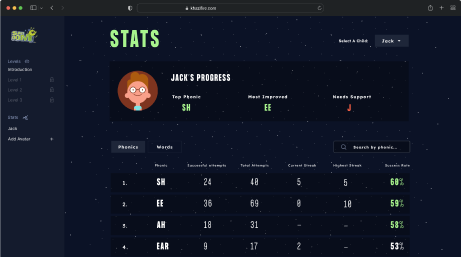 kbuzlive.com
STATS
Select A Child:
Jack
Levels
Introduction
Level 1
Level 2
Level 3
Stats
Jack
Add Avatar +
JACK'S PROGRESS
Top Phonic
Most Improved
Needs Support
SH
EE
J
Phonics
Words
Search by phonic...
Phonic Successful attempts Total Attempts Current Streak Highest Streak Success Rate
1. SH 24 40 5 5 60%
2. EE 36 69 0 10 59%
3. AH 18 31 – – 58%
4. EAR 9 17 2 – 53%